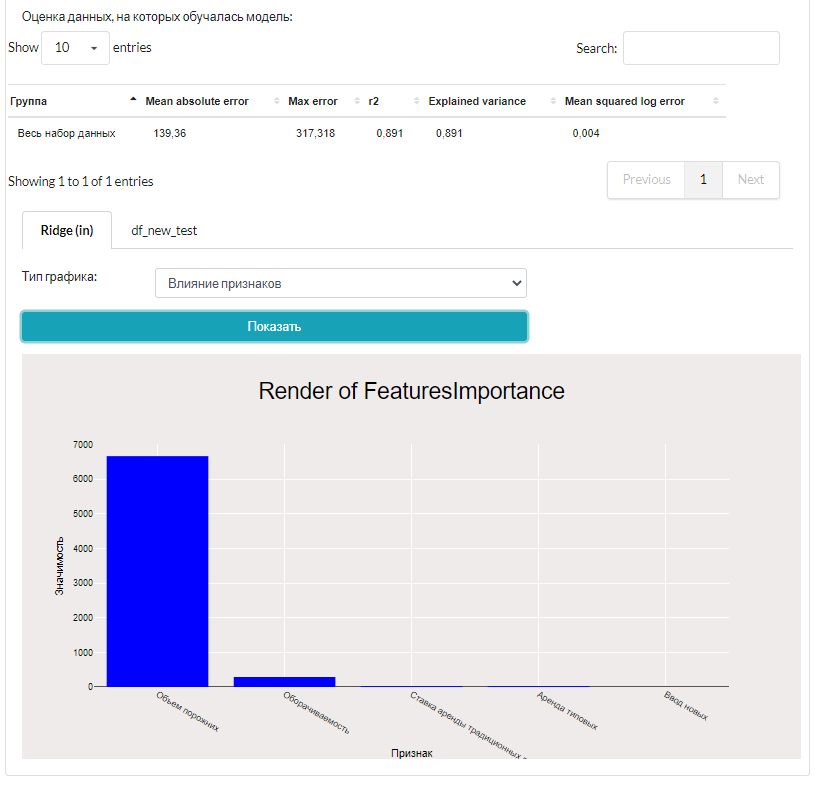 Оценка данных, на которых обучалась модель:
Show 10 entries Search:
Группа Mean absolute error Max error r2 Explained variance Mean squared log error
Весь набор данных 139,36 317,318 0,891 0,891 0,004
Showing 1 to 1 of 1 entries Previous 1 Next
Ridge (in) df_new_test
Тип графика: Влияние признаков
Показать
Render of FeaturesImportance
7000
6000
5000
4000
3000
2000
1000
0
Значимость
Объем порожних
Оборачиваемость
Ставка аренды традиционных
Аренда типовых
Ввод новых
Признак